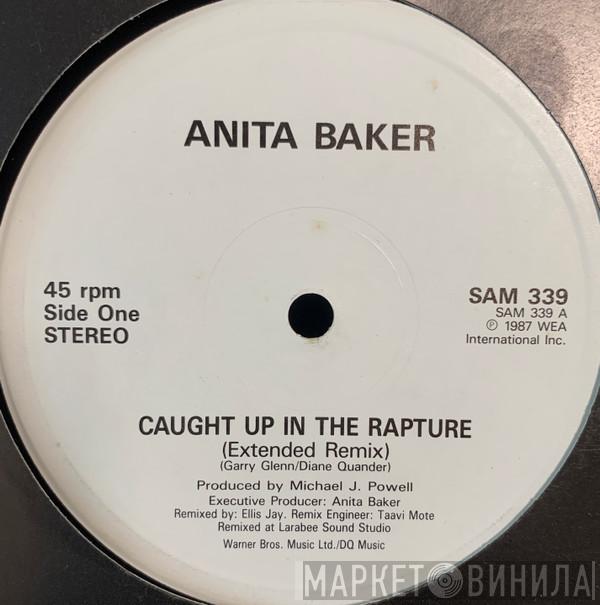 ANITA BAKER
45 rpm
Side One
STEREO
SAM 339
SAM 339 A
℗ 1987 WEA
International Inc.
CAUGHT UP IN THE RAPTURE
(Extended Remix)
(Garry Glenn/Diane Quander)
Produced by Michael J. Powell
Executive Producer: Anita Baker
Remixed by: Ellis Jay. Remix Engineer: Taavi Mote
Remixed at Larabee Sound Studio
Warner Bros. Music Ltd./DQ Music
МАРКЕТ ВИНИЛА